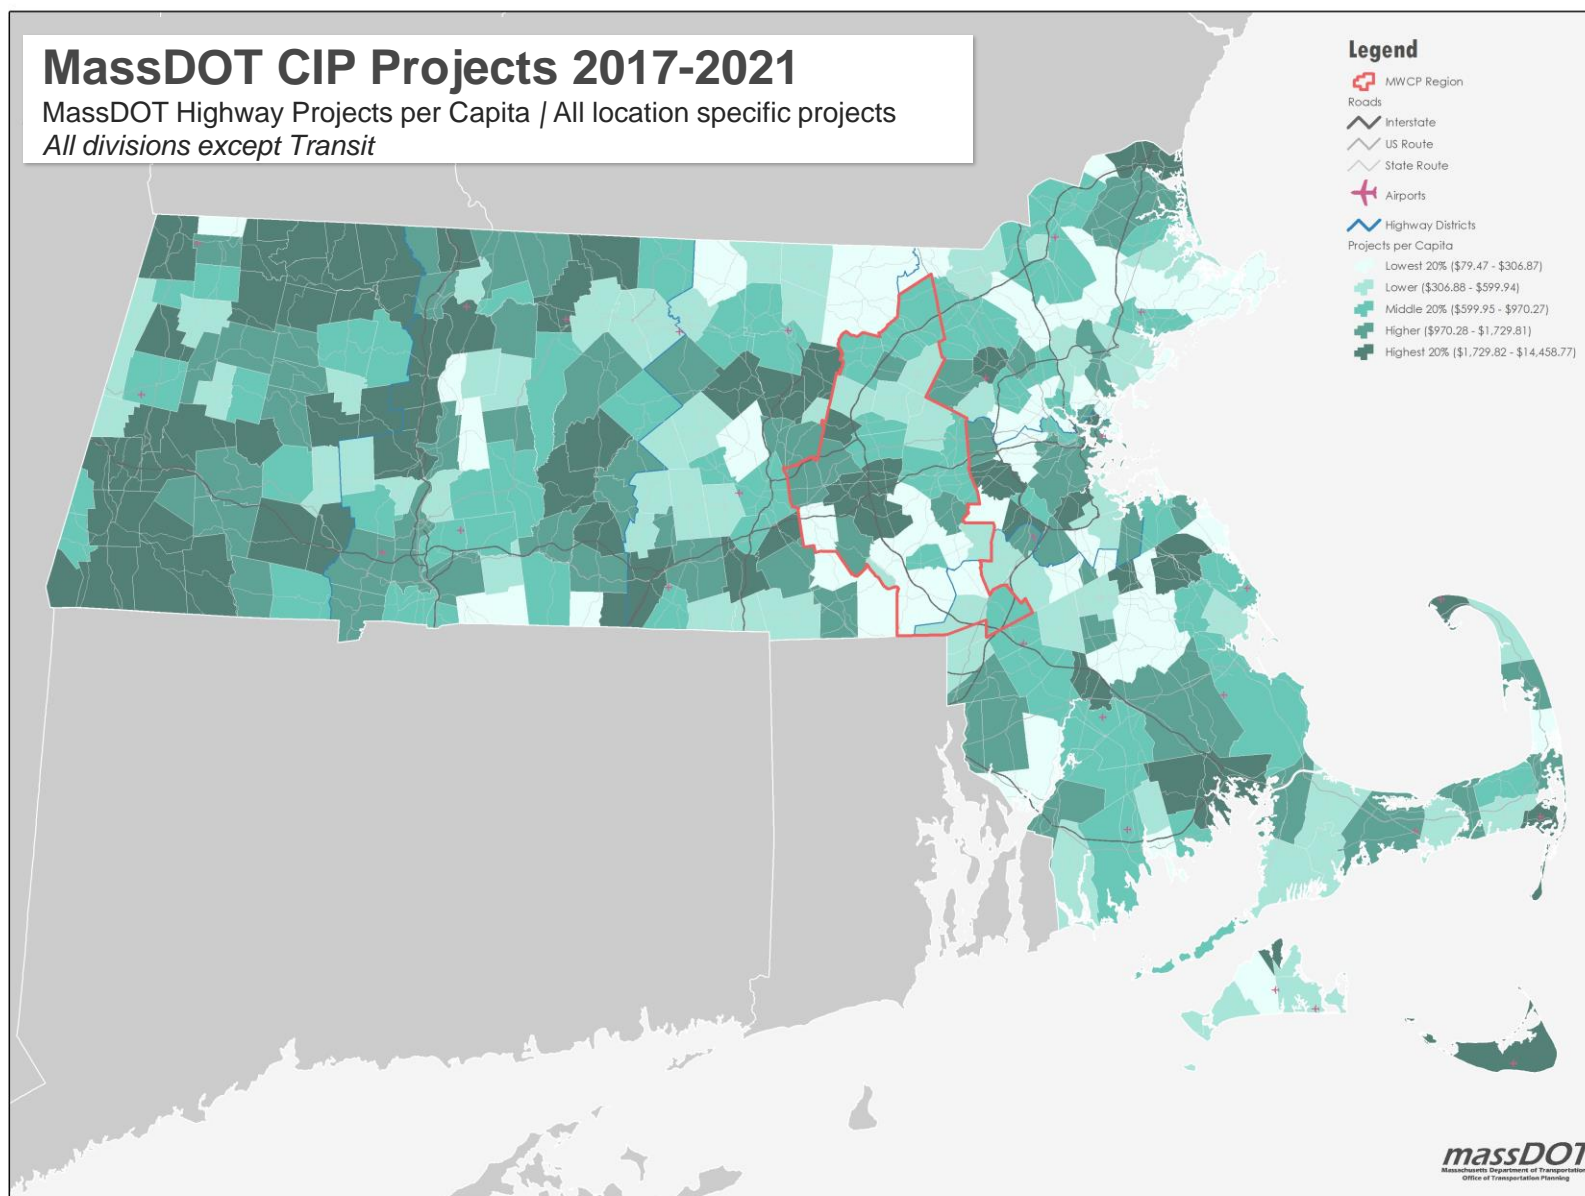 MassDOT CIP Projects 2017-2021
MassDOT Highway Projects per Capita | All location specific projects
All divisions except Transit
Legend
MWCP Region
Roads
Interstate
US Route
State Route
Airports
Highway Districts
Projects per Capita
Lowest 20% ($79.47 - $306.87)
Lower ($306.88 - $599.94)
Middle 20% ($599.95 - $970.27)
Higher ($970.28 - $1,729.81)
Highest 20% ($1,729.82 - $14,458.77)
massDOT
Massachusetts Department of Transportation
Office of Transportation Planning